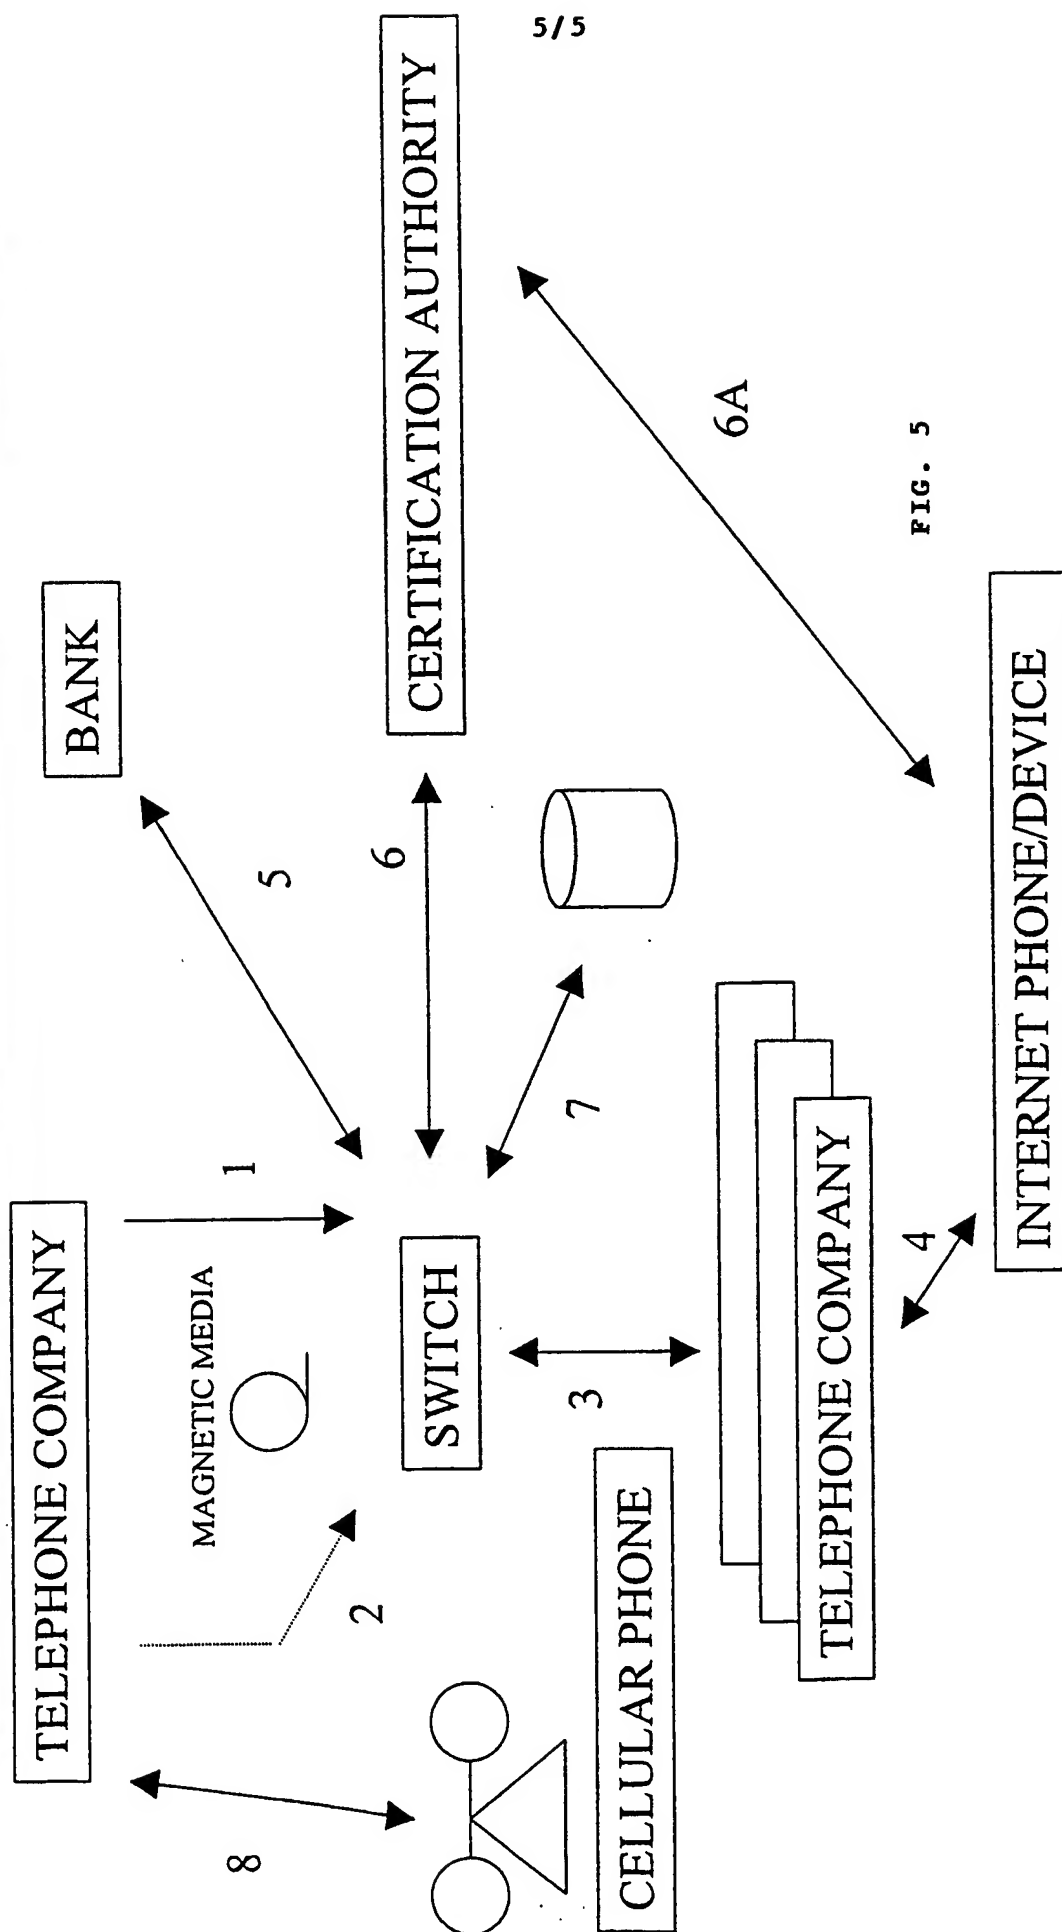 5/5
TELEPHONE COMPANY
BANK
8
MAGNETIC MEDIA
1
5
2
SWITCH
6
CERTIFICATION AUTHORITY
3
7
CELLULAR PHONE
6A
TELEPHONE COMPANY
4
FIG. 5
INTERNET PHONE/DEVICE